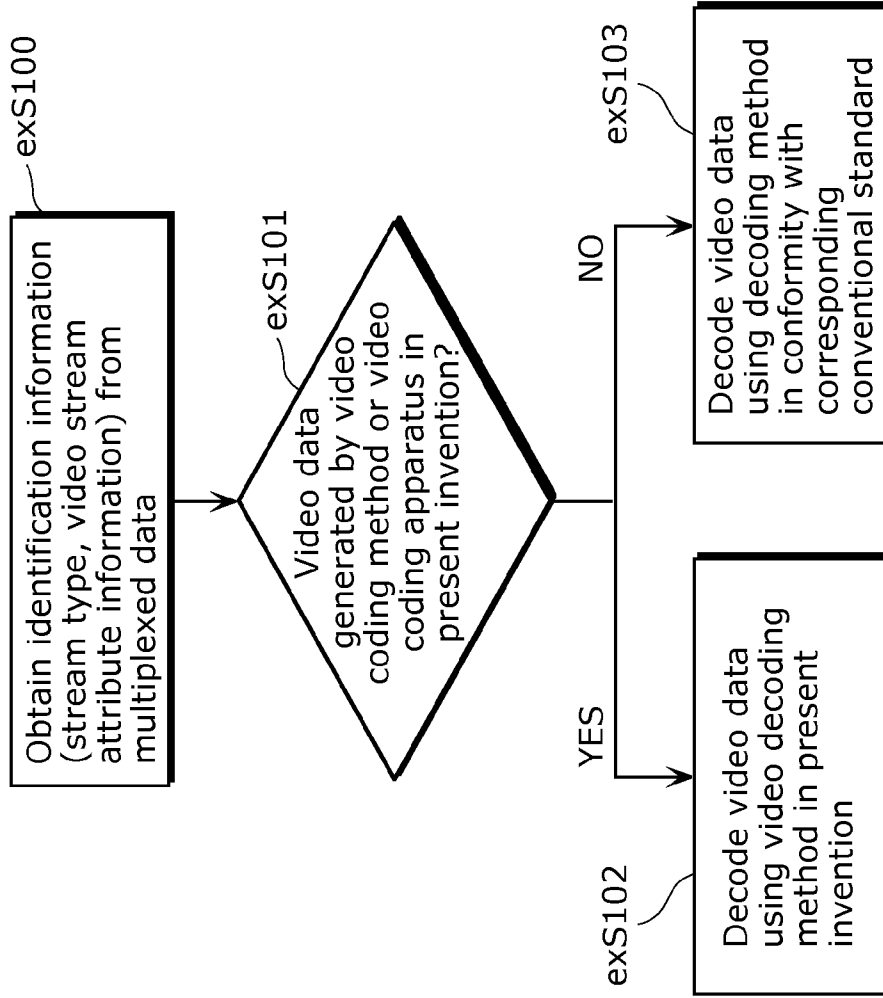 exS100
Obtain identification information
(stream type, video stream
attribute information) from
multiplexed data
exS101
Video data
generated by video
coding method or video
coding apparatus in
present invention?
YES
NO
exS102
Decode video data
using video decoding
method in present
invention
exS103
Decode video data
using decoding method
in conformity with
corresponding
conventional standard